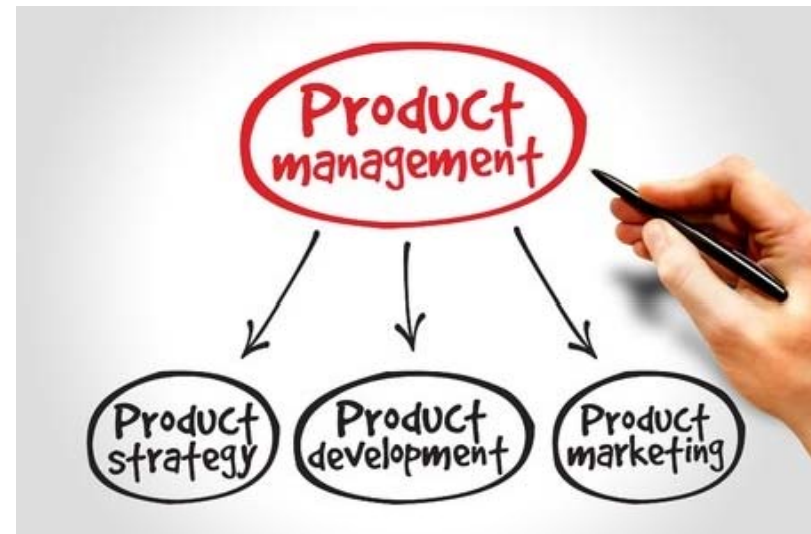 Product
management
Product
strategy
Product
development
Product
marketing